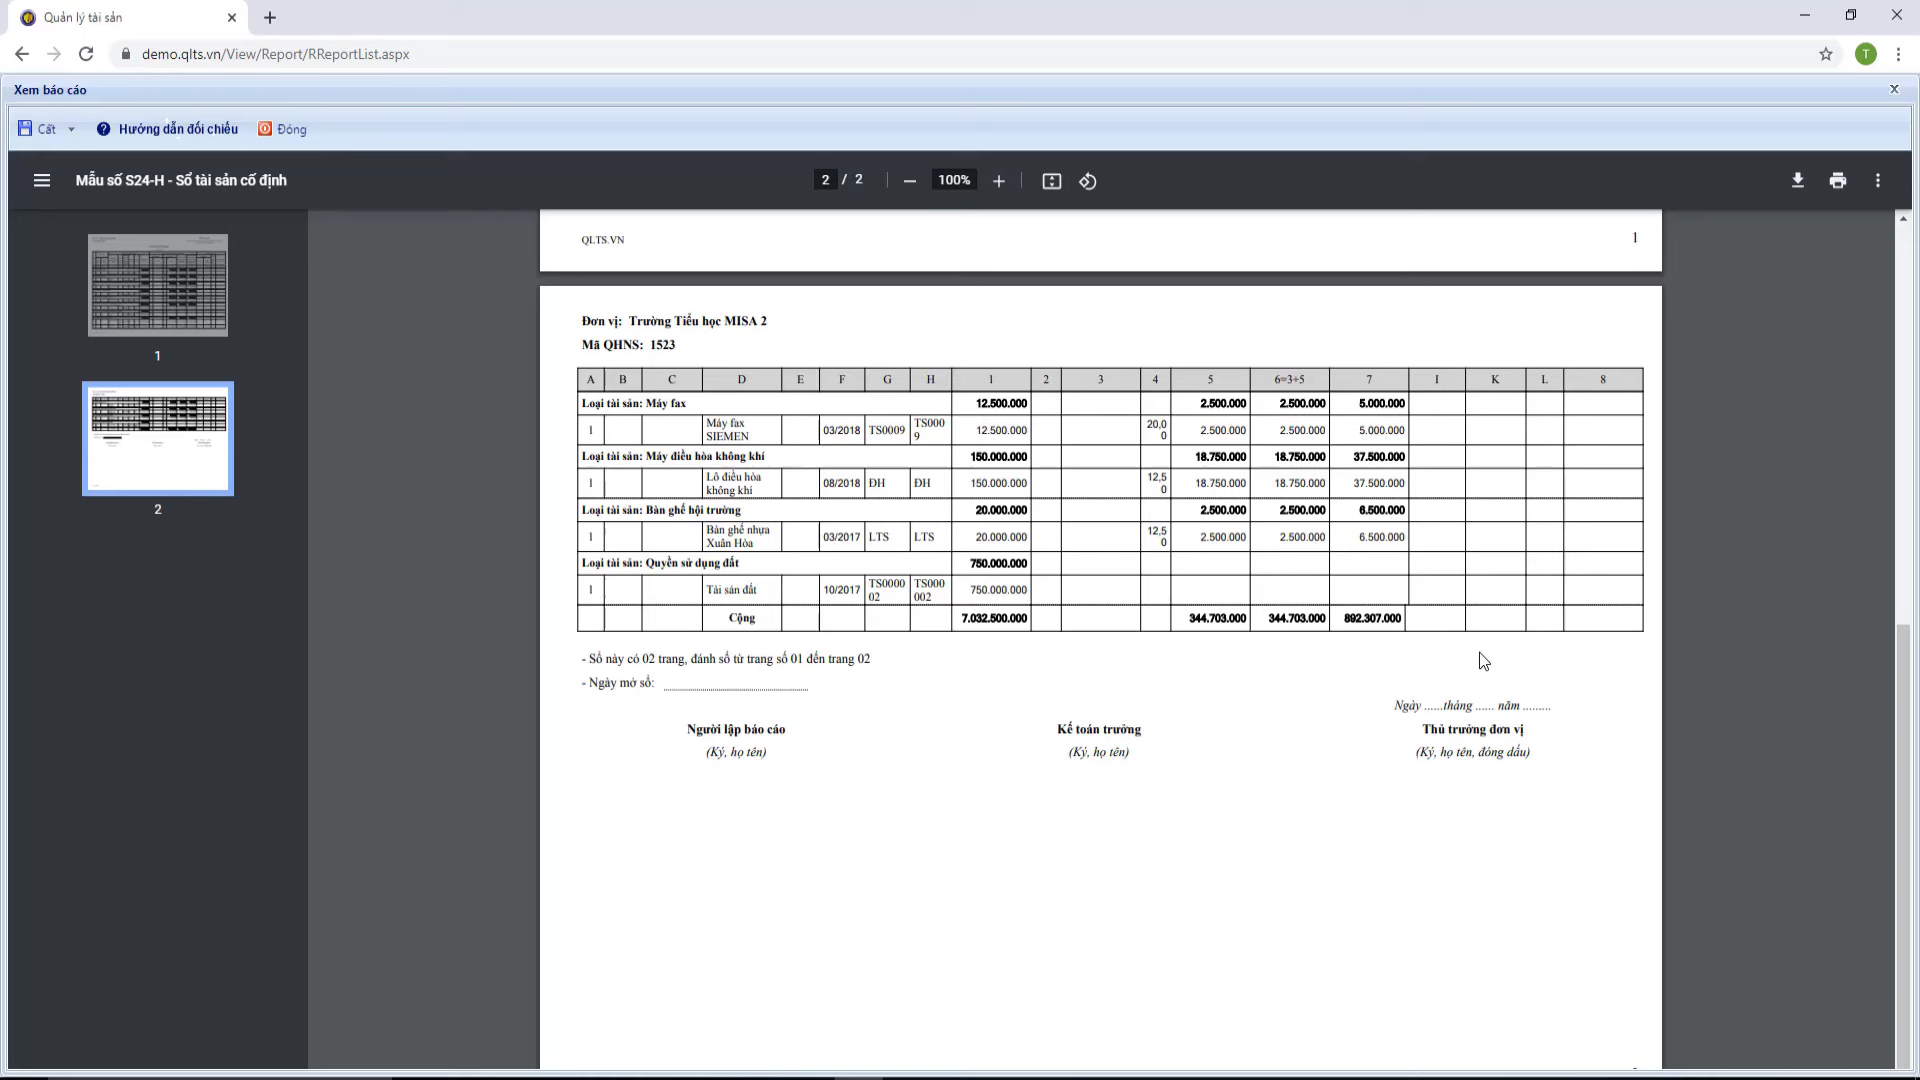 Quản lý tài sản
demo.qlts.vn/View/Report/RReportList.aspx
T
Xem báo cáo
Cất Hướng dẫn đối chiếu Đóng
Mẫu số S24-H - Sổ tài sản cố định
2 / 2 100%
1
2
QLTS.VN 1
Đơn vị: Trường Tiểu học MISA 2
Mã QHNS: 1523
A B C D E F G H 1 2 3 4 5 6=3+5 7 I K L 8
Loại tài sản: Máy fax 12.500.000 2.500.000 2.500.000 5.000.000
1 Máy fax SIEMEN 03/2018 TS0009 TS0009 12.500.000 20,00 2.500.000 2.500.000 5.000.000
Loại tài sản: Máy điều hòa không khí 150.000.000 18.750.000 18.750.000 37.500.000
1 Lô điều hòa không khí 08/2018 ĐH ĐH 150.000.000 12,50 18.750.000 18.750.000 37.500.000
Loại tài sản: Bàn ghế hội trường 20.000.000 2.500.000 2.500.000 6.500.000
1 Bàn ghế nhựa Xuân Hòa 03/2017 LTS LTS 20.000.000 12,50 2.500.000 2.500.000 6.500.000
Loại tài sản: Quyền sử dụng đất 750.000.000
1 Tài sản đất 10/2017 TS000002 TS000002 750.000.000
Cộng 7.032.500.000 344.703.000 344.703.000 892.307.000
- Sổ này có 02 trang, đánh số từ trang số 01 đến trang 02
- Ngày mở sổ: ....................
Ngày ......tháng ...... năm .........
Người lập báo cáo Kế toán trưởng Thủ trưởng đơn vị
(Ký, họ tên) (Ký, họ tên) (Ký, họ tên, đóng dấu)